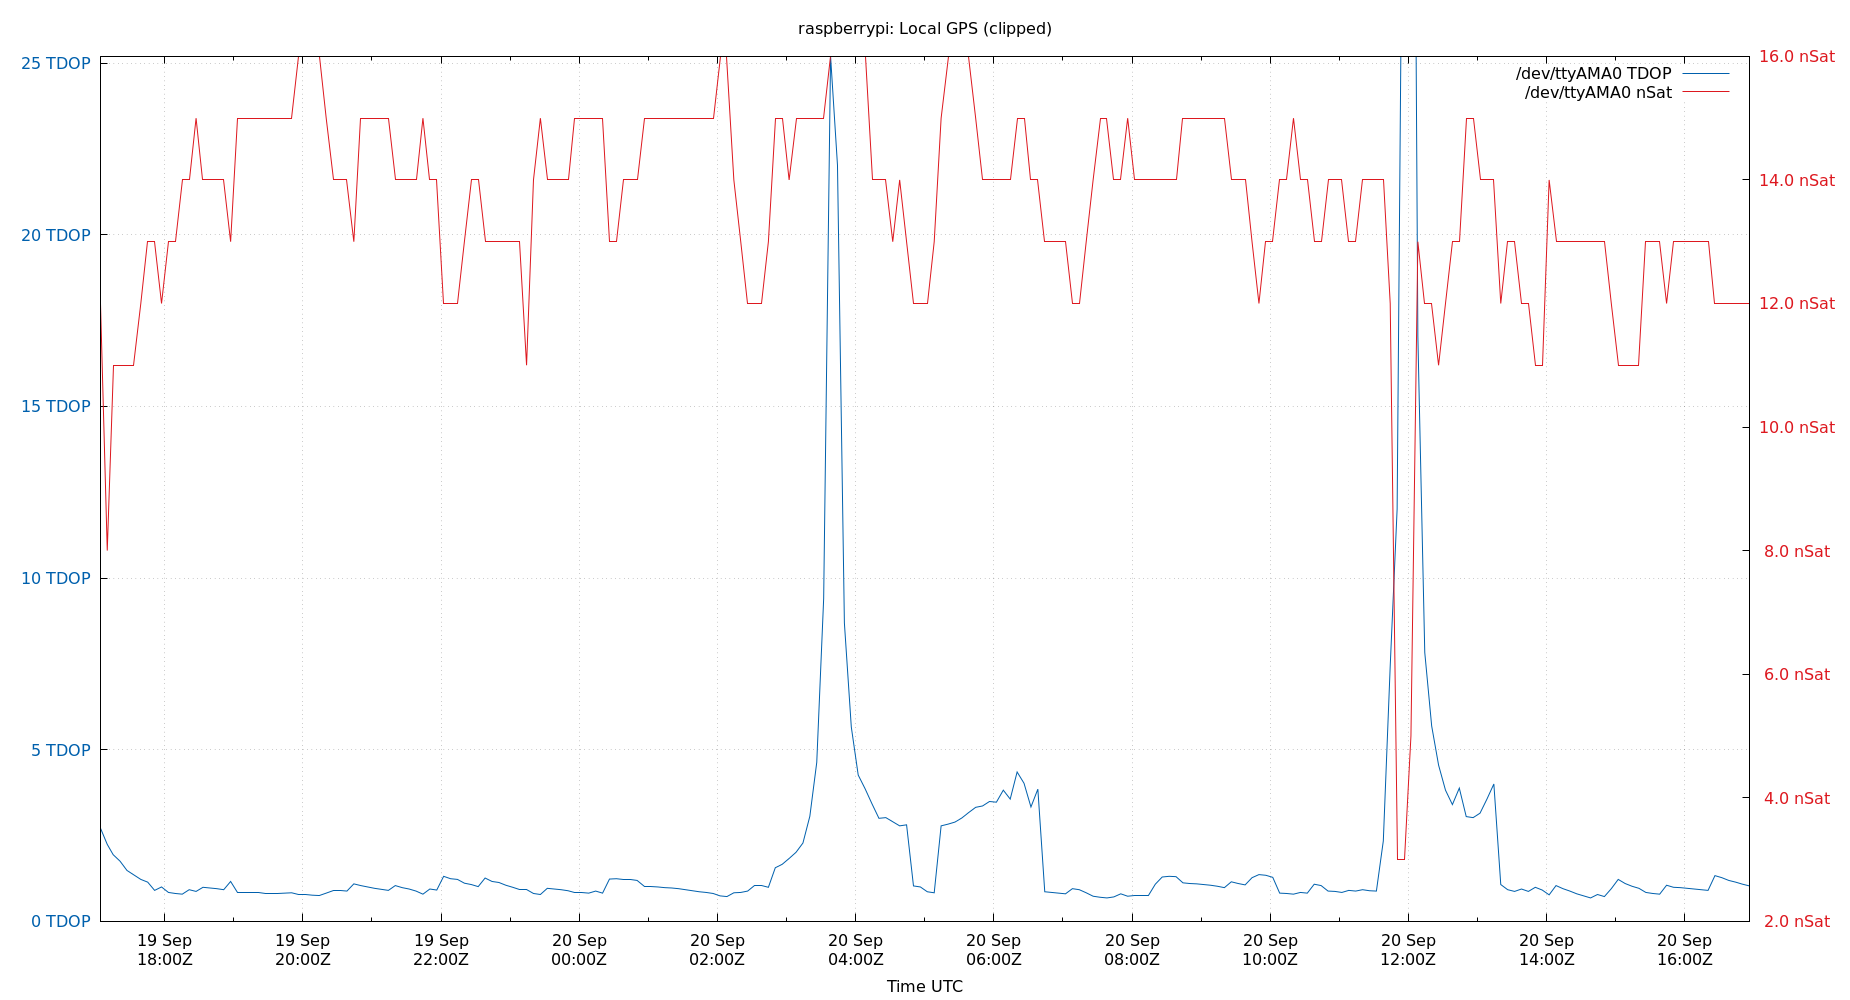 raspberrypi: Local GPS (clipped)
25 TDOP
20 TDOP
15 TDOP
10 TDOP
5 TDOP
0 TDOP
16.0 nSat
14.0 nSat
12.0 nSat
10.0 nSat
8.0 nSat
6.0 nSat
4.0 nSat
2.0 nSat
/dev/ttyAMA0 TDOP
/dev/ttyAMA0 nSat
19 Sep
18:00Z
19 Sep
20:00Z
19 Sep
22:00Z
20 Sep
00:00Z
20 Sep
02:00Z
20 Sep
04:00Z
20 Sep
06:00Z
20 Sep
08:00Z
20 Sep
10:00Z
20 Sep
12:00Z
20 Sep
14:00Z
20 Sep
16:00Z
Time UTC